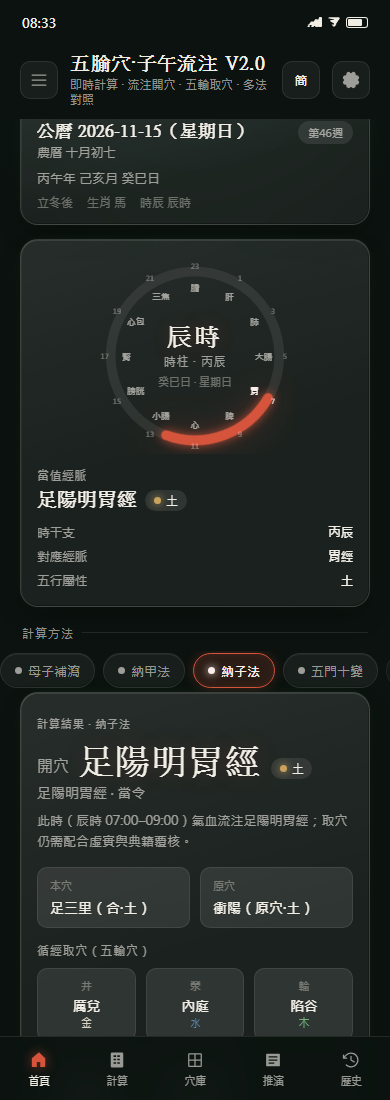 08:33
五腧穴·子午流注 V2.0
即時計算 · 流注開穴 · 五輸取穴 · 多法
對照
簡
公曆 2026-11-15（星期日）
第46週
農曆 十月初七
丙午年 己亥月 癸巳日
立冬後 生肖 馬 時辰 辰時
23
21
1
膽
三焦
肝
19
3
心包
肺
辰時
17
腎
大腸
5
時柱 · 丙辰
癸巳日 · 星期日
膀胱
胃
15
7
小腸
脾
心
13
9
11
當值經脈
足陽明胃經
土
時干支
丙辰
對應經脈
胃經
五行屬性
土
計算方法
母子補瀉
納甲法
納子法
五門十變
計算結果 · 納子法
開穴 足陽明胃經
土
足陽明胃經 · 當令
此時（辰時 07:00–09:00）氣血流注足陽明胃經；取穴
仍需配合虛實與典籍覆核。
本穴
原穴
足三里（合·土）
衝陽（原穴·土）
循經取穴（五輸穴）
井
滎
輸
厲兌
內庭
陷谷
金
水
木
首頁
計算
穴庫
推演
歷史